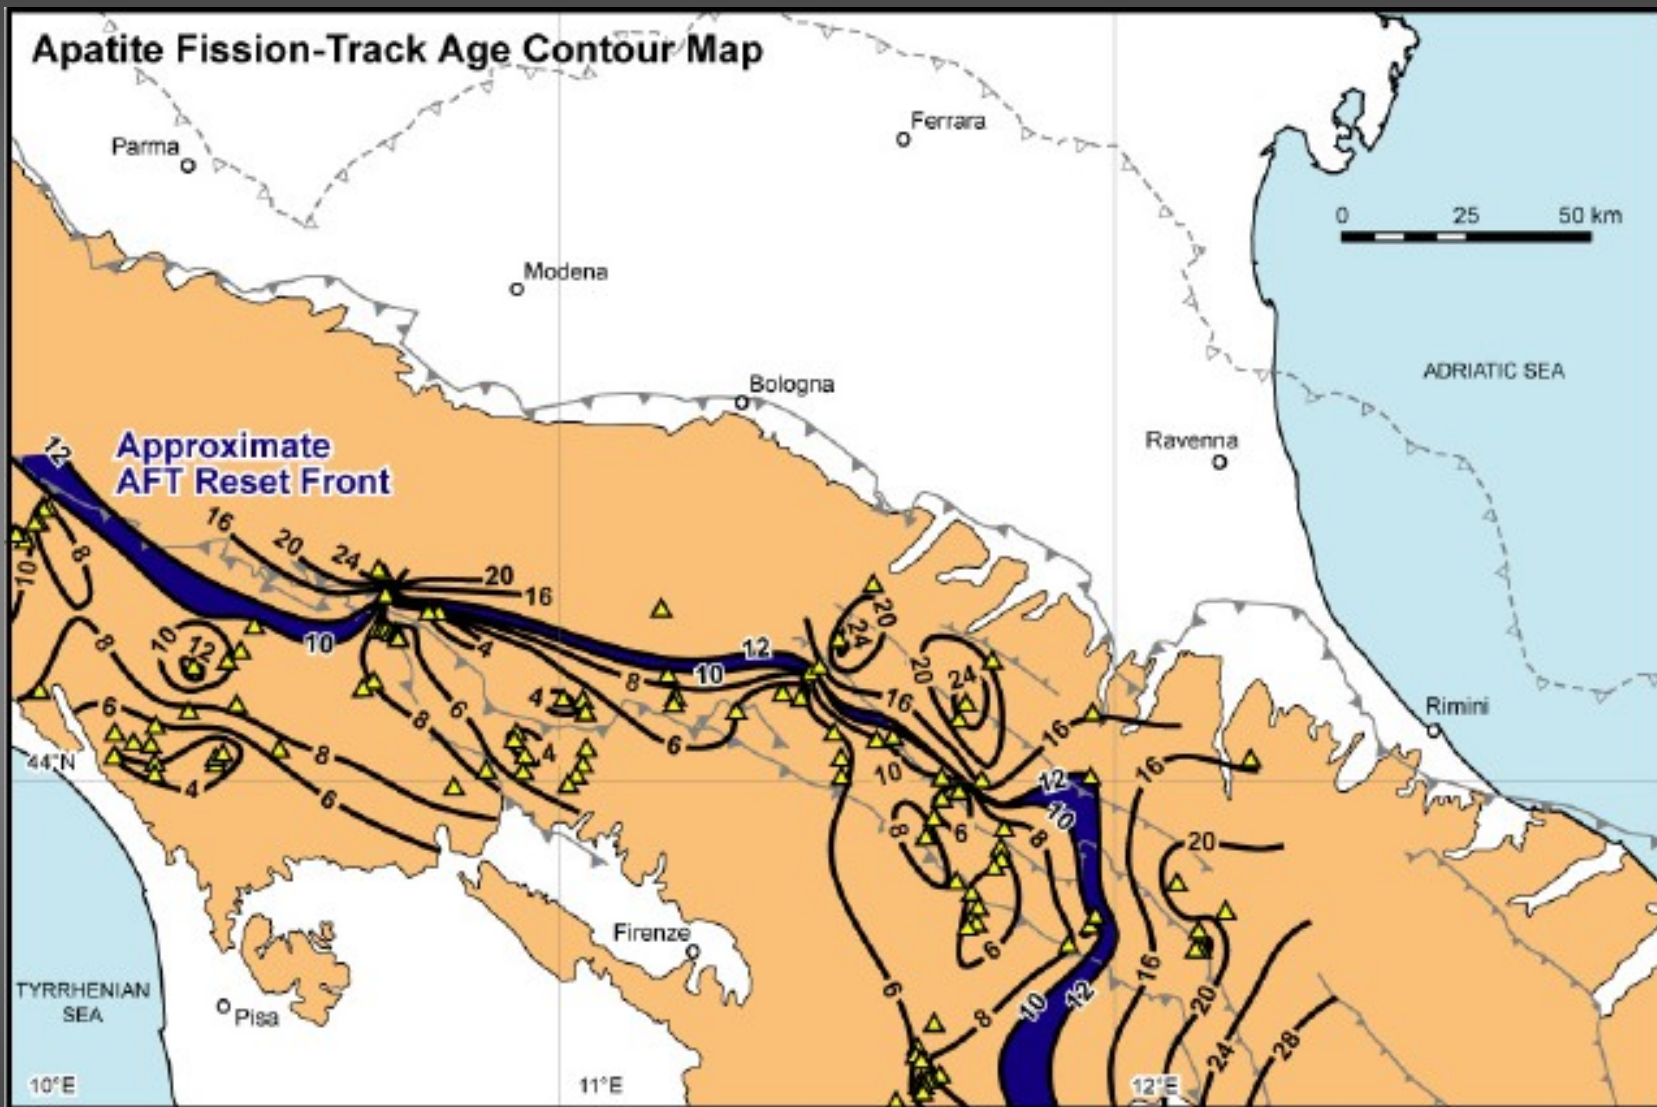 Apatite Fission-Track Age Contour Map
Ferrara
Parma
0 25 50 km
Modena
ADRIATIC SEA
Bologna
Ravenna
Approximate
AFT Reset Front
12
16
20
24
20
16
8
10
10
12
10
8
4
12
10
8
20
24
20
24
16
16
Rimini
6
4
8
6
8
6
4
4
6
44°N
8
4
6
10
12
16
10
8
6
8
20
Firenze
6
TYRRHENIAN
SEA
Pisa
6
8
10
12
16
20
24
28
10°E
11°E
12°E